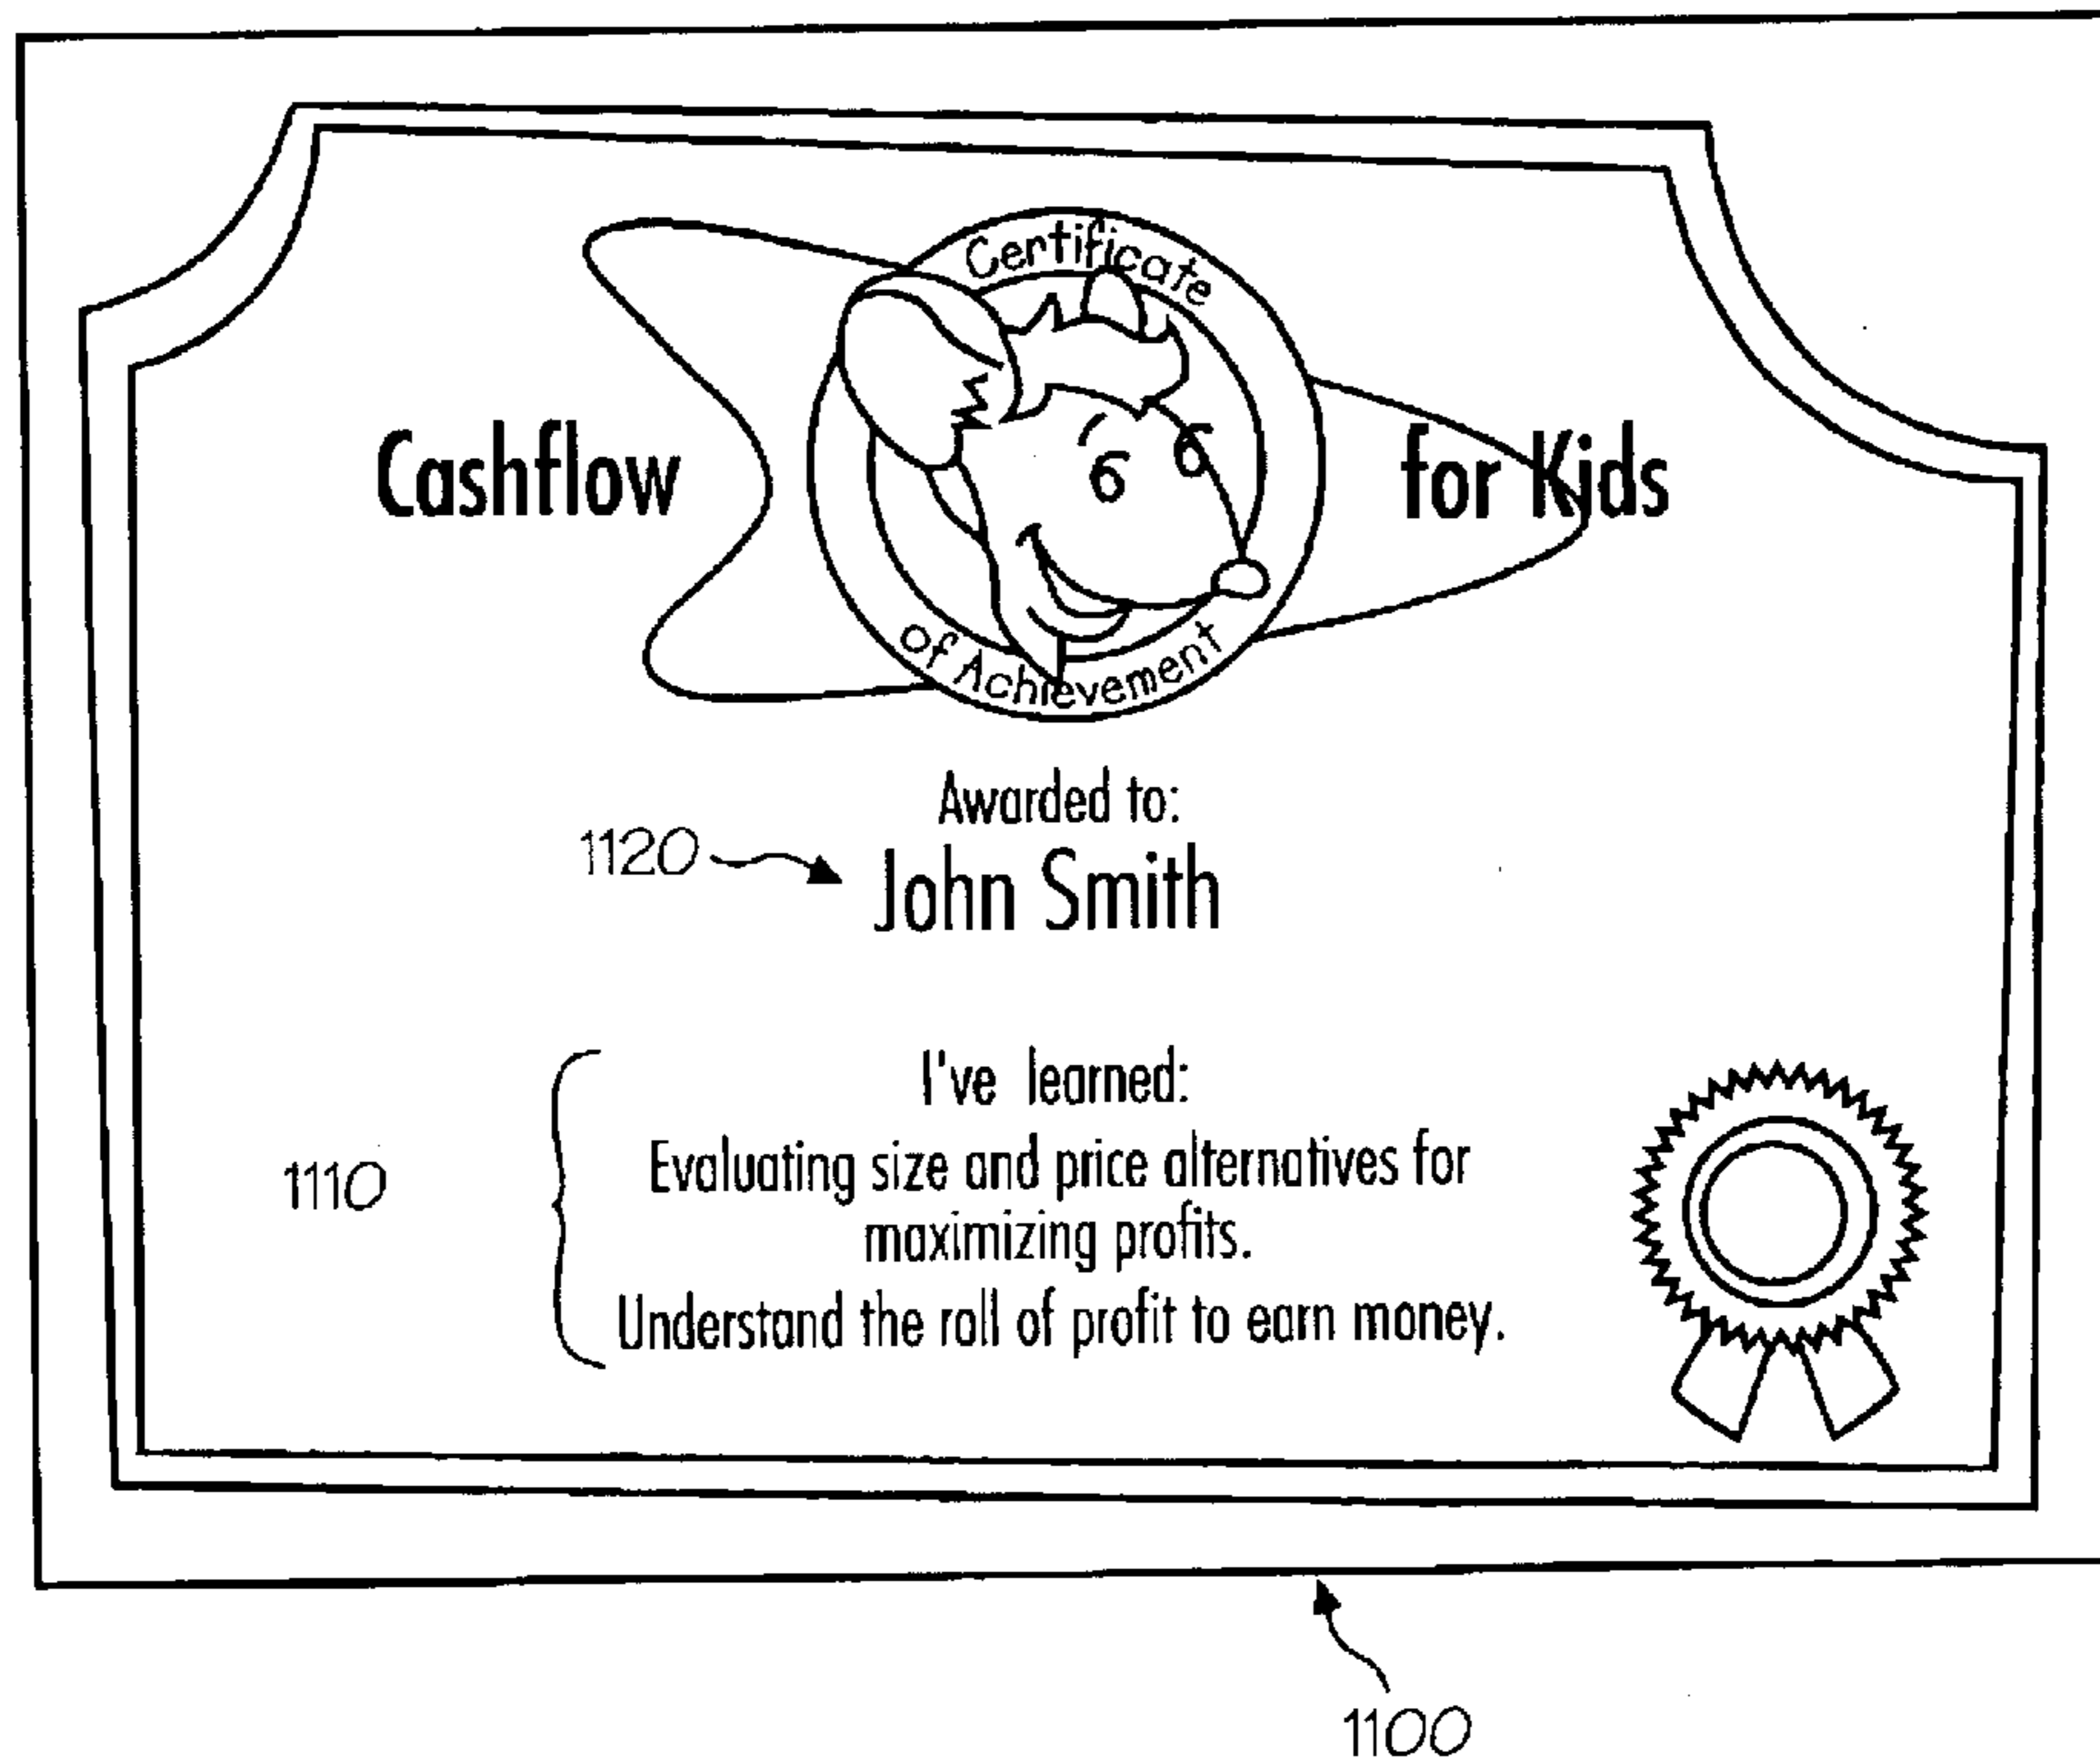 Certificate
Cashflow for Kids
of Achievement
Awarded to:
1120 John Smith
I've learned:
Evaluating size and price alternatives for
1110
maximizing profits.
Understand the roll of profit to earn money.
1100